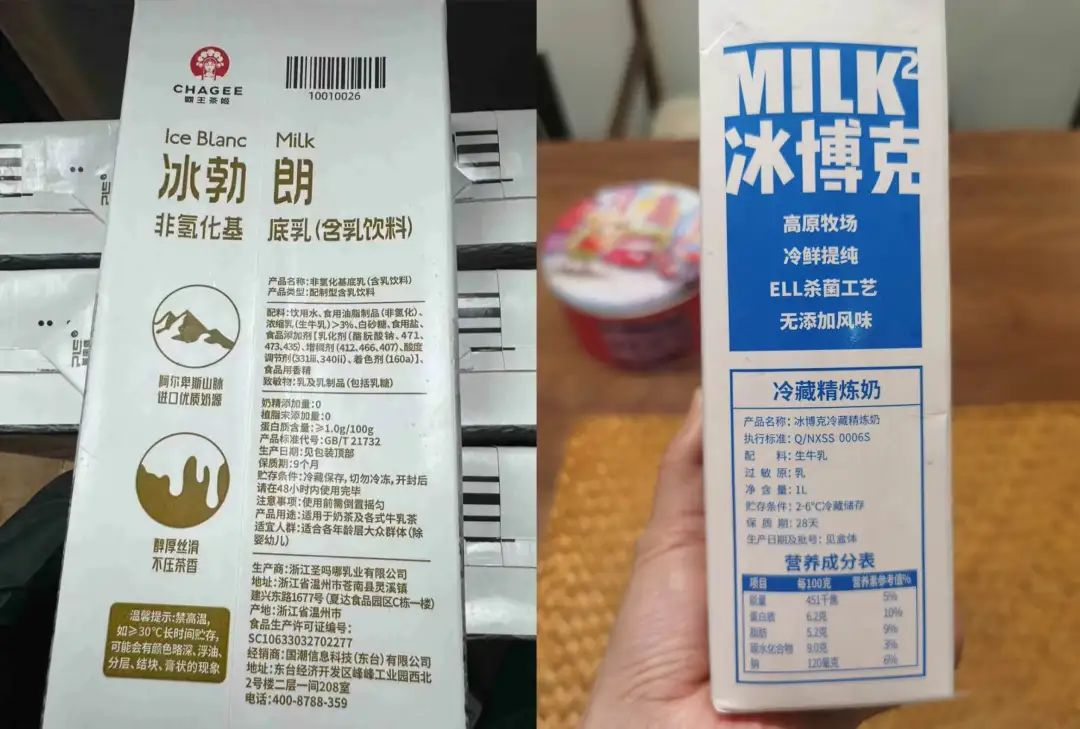 CHAGEE
霸王茶姬
10010026
Ice Blanc Milk
冰勃朗
非氢化基底乳(含乳饮料)
产品名称:非氢化基底乳(含乳饮料)
产品类型:配制型含乳饮料
配料:饮用水、食用油脂制品(非氢化)、
浓缩乳(生牛乳)>3%、白砂糖、食用盐、
食品添加剂【乳化剂(酪朊酸钠、471、
473、435)、增稠剂(412、466、407)、酸度
调节剂(331iii、340ii)、着色剂(160a)】、
食品用香精
致敏物:乳及乳制品(包括乳糖)
阿尔卑斯山脉
进口优质奶源
奶精添加量:0
植脂末添加量:0
蛋白质含量:≥1.0g/100g
产品标准代号:GB/T 21732
生产日期:见包装顶部
保质期:9个月
贮存条件:冷藏保存,切勿冷冻,开封后
请在48小时内使用完毕
注意事项:使用前需倒置摇匀
产品用途:适用于奶茶及各式牛乳茶
适宜人群:适合各年龄层大众群体(除
婴幼儿)
醇厚丝滑
不压茶香
生产商:浙江圣吗哪乳业有限公司
地址:浙江省温州市苍南县灵溪镇
建兴东路1677号(夏达食品园区C栋一楼)
产地:浙江省温州市
食品生产许可证编号:
SC10633032702277
经销商:国潮信息科技(东台)有限公司
地址:东台经济开发区峰峰工业园西北
2号楼二层一间208室
电话:400-8788-359
温馨提示:禁高温,
如≥30°C长时间贮存,
可能会有颜色略深、浮油、
分层、结块、膏状的现象
MILK²
冰博克
高原牧场
冷鲜提纯
ELL杀菌工艺
无添加风味
冷藏精炼奶
产品名称:冰博克冷藏精炼奶
执行标准:Q/NXSS 0006S
配 料:生牛乳
过 敏 原:乳
净 含 量:1L
贮存条件:2-6°C冷藏储存
保 质 期:28天
生产日期及批号:见盒体
营养成分表
项目 每100克 营养素参考值%
能量 451千焦 5%
蛋白质 6.2克 10%
脂肪 5.2克 9%
碳水化合物 8.0克 3%
钠 120毫克 6%